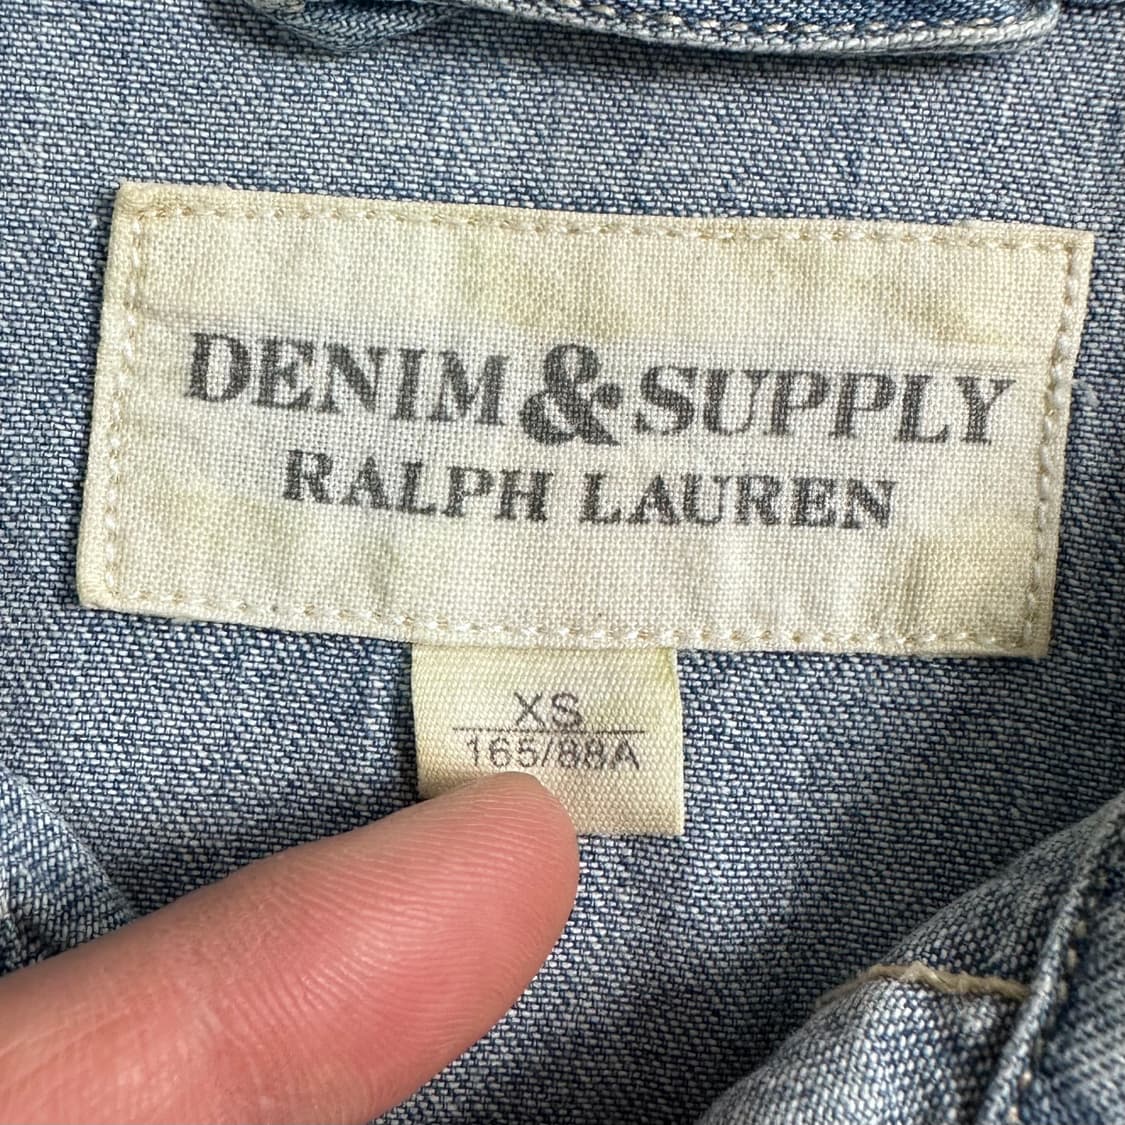 DENIM & SUPPLY
RALPH LAUREN
XS
165/88A